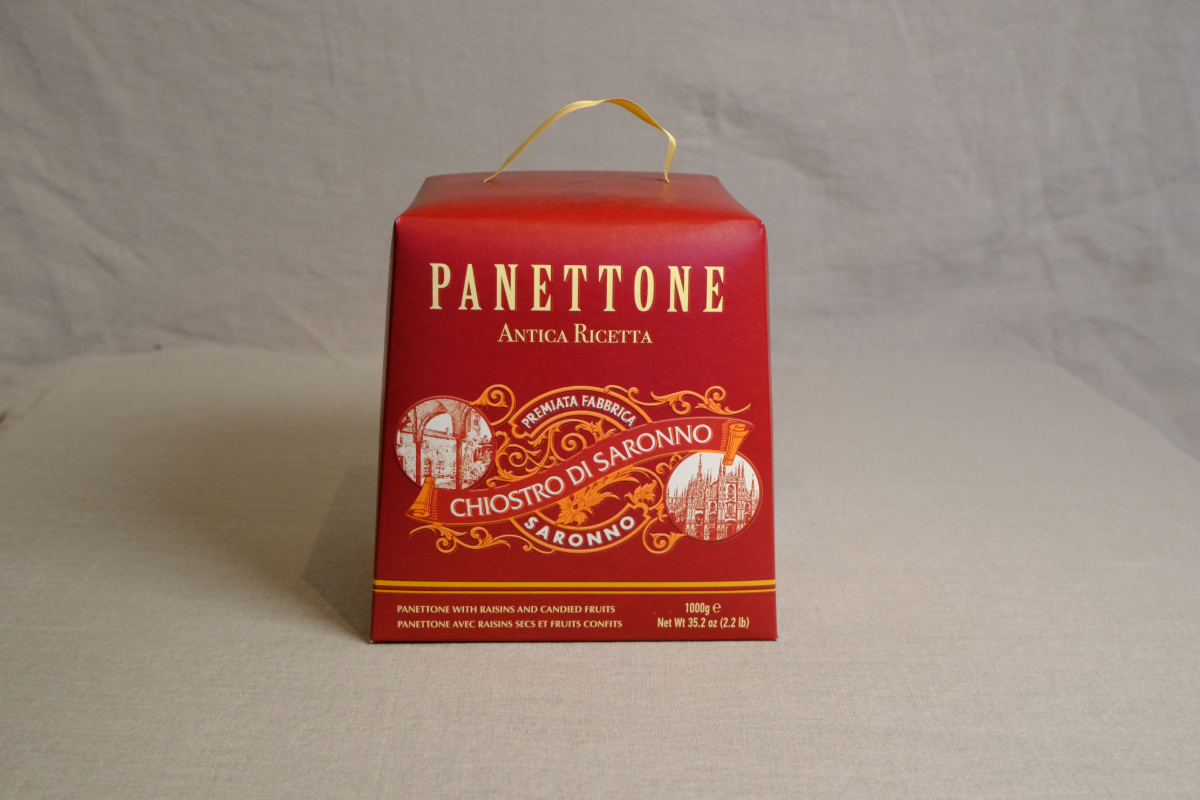 PANETTONE
ANTICA RICETTA
PREMIATA FABBRICA
CHIOSTRO DI SARONNO
SARONNO
PANETTONE WITH RAISINS AND CANDIED FRUITS
PANETTONE AVEC RAISINS SECS ET FRUITS CONFITS
1000g ℮
Net Wt 35.2 oz (2.2 lb)